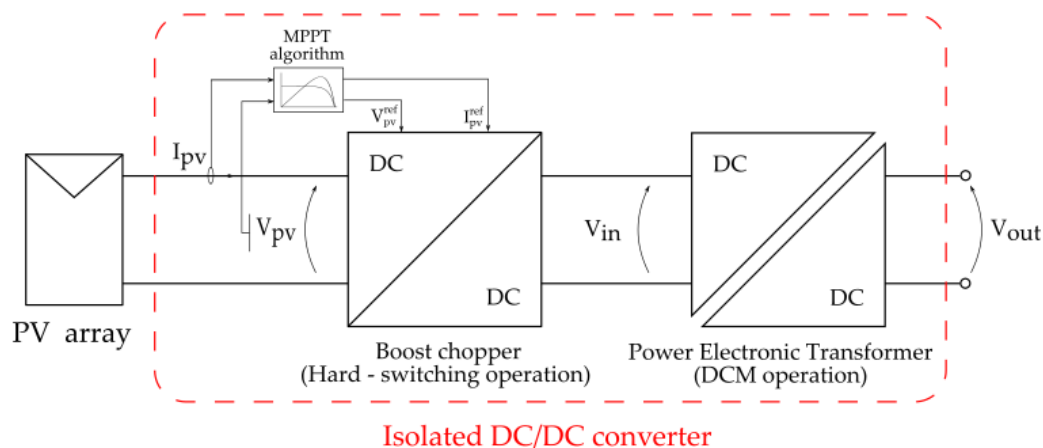 MPPT
algorithm
V_pv^ref
I_pv^ref
I_pv
DC
DC
V_pv
V_in
DC
DC
V_out
PV array
Boost chopper
(Hard - switching operation)
Power Electronic Transformer
(DCM operation)
Isolated DC/DC converter